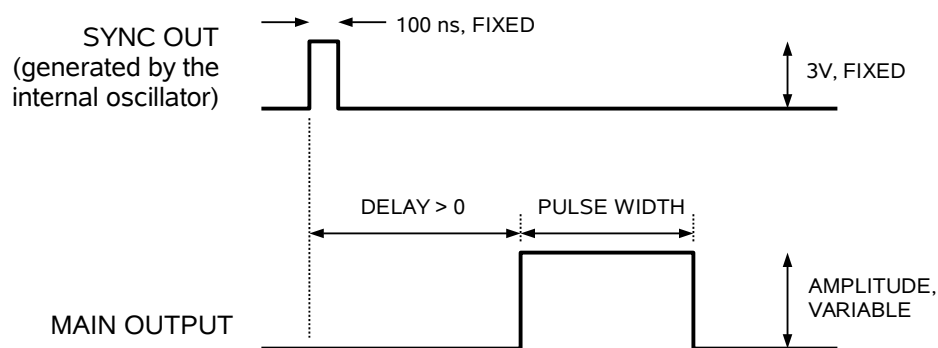 100 ns, FIXED
SYNC OUT
(generated by the
internal oscillator)
3V, FIXED
DELAY > 0
PULSE WIDTH
AMPLITUDE,
VARIABLE
MAIN OUTPUT